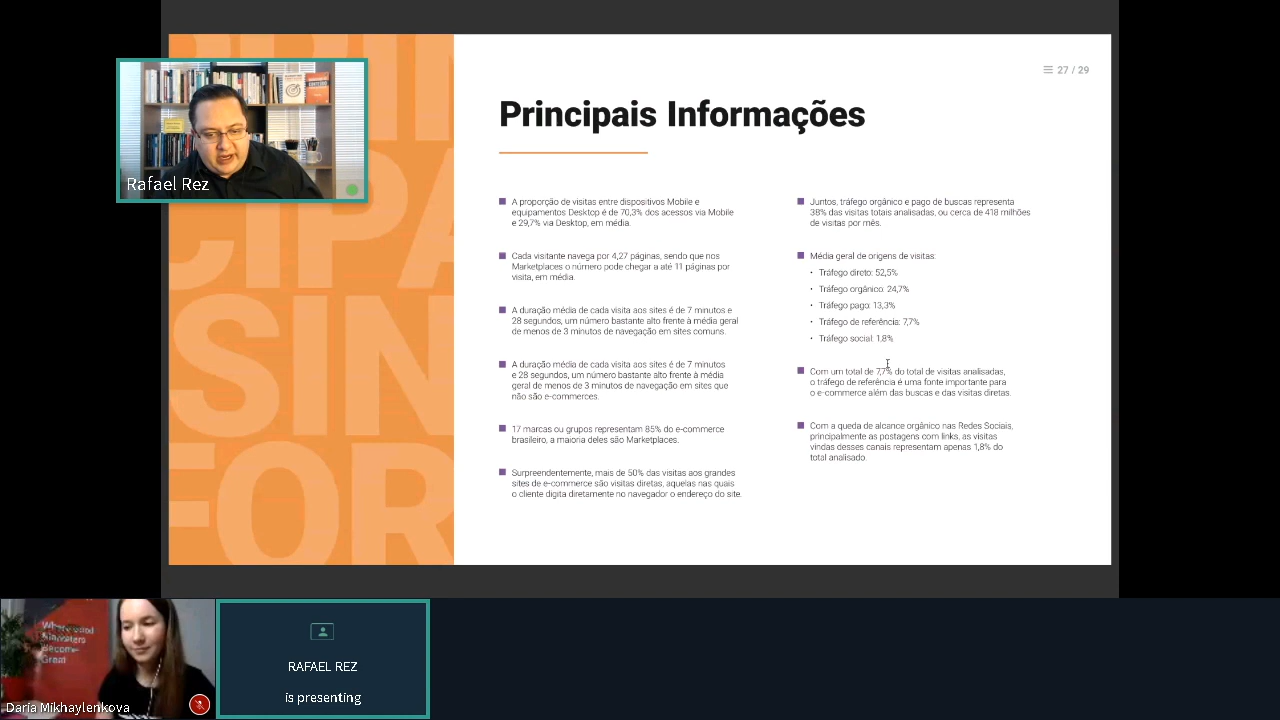 27 / 29
Principais Informações
A proporção de visitas entre dispositivos Mobile e
equipamentos Desktop é de 70,3% dos acessos via Mobile
e 29,7% via Desktop, em média.
Cada visitante navega por 4,27 páginas, sendo que nos
Marketplaces o número pode chegar a até 11 páginas por
visita, em média.
A duração média de cada visita aos sites é de 7 minutos e
28 segundos, um número bastante alto frente à média geral
de menos de 3 minutos de navegação em sites comuns.
A duração média de cada visita aos sites é de 7 minutos
e 28 segundos, um número bastante alto frente à média
geral de menos de 3 minutos de navegação em sites que
não são e-commerces.
17 marcas ou grupos representam 85% do e-commerce
brasileiro, a maioria deles são Marketplaces.
Surpreendentemente, mais de 50% das visitas aos grandes
sites de e-commerce são visitas diretas, aquelas nas quais
o cliente digita diretamente no navegador o endereço do site.
Juntos, tráfego orgânico e pago de buscas representa
38% das visitas totais analisadas, ou cerca de 418 milhões
de visitas por mês.
Média geral de origens de visitas:
• Tráfego direto: 52,5%
• Tráfego orgânico: 24,7%
• Tráfego pago: 13,3%
• Tráfego de referência: 7,7%
• Tráfego social: 1,8%
Com um total de 7,7% do total de visitas analisadas,
o tráfego de referência é uma fonte importante para
o e-commerce além das buscas e das visitas diretas.
Com a queda de alcance orgânico nas Redes Sociais,
principalmente as postagens com links, as visitas
vindas desses canais representam apenas 1,8% do
total analisado.
Rafael Rez
Become
Great
Daria Mikhaylenkova
RAFAEL REZ
is presenting